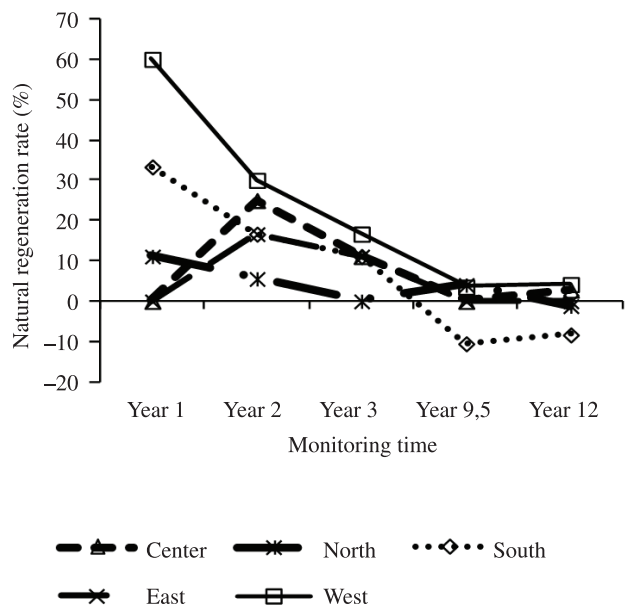 Natural regeneration rate (%)
70
60
50
40
30
20
10
0
−10
−20
Year 1 Year 2 Year 3 Year 9,5 Year 12
Monitoring time
Center North South
East West